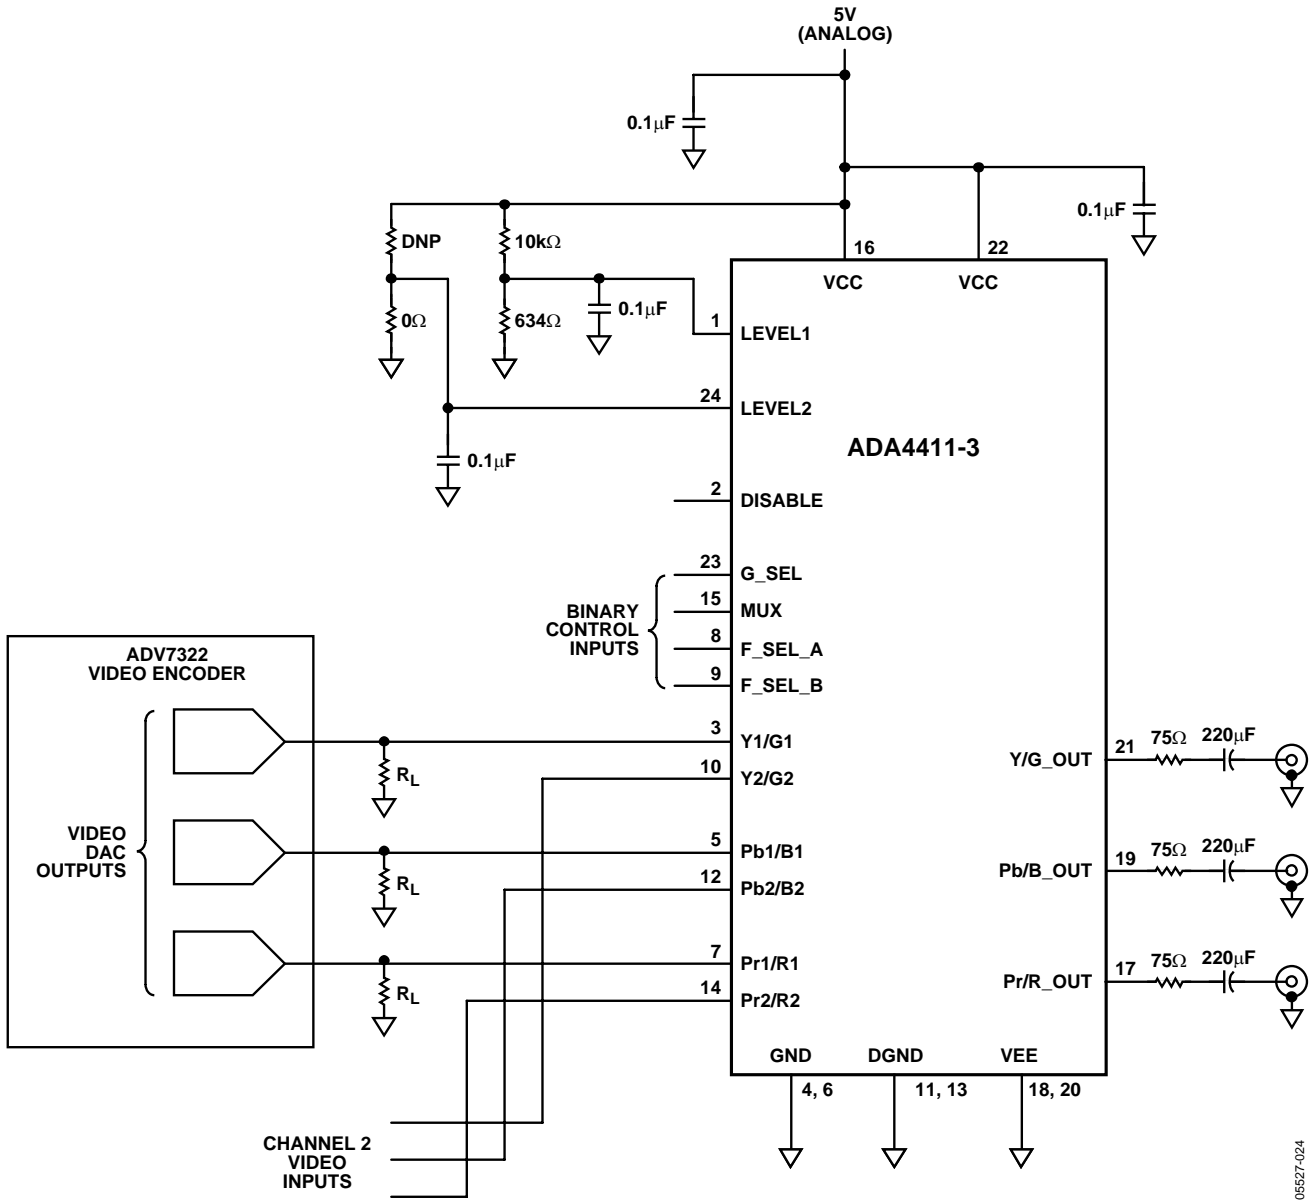 5V
(ANALOG)
0.1μF
0.1μF
DNP
10kΩ
16
22
VCC
VCC
0Ω
634Ω
0.1μF
1
LEVEL1
24
LEVEL2
ADA4411-3
0.1μF
2
DISABLE
23
G_SEL
15
MUX
8
F_SEL_A
9
F_SEL_B
BINARY
CONTROL
INPUTS
ADV7322
VIDEO ENCODER
VIDEO
DAC
OUTPUTS
3
Y1/G1
RL
10
Y2/G2
5
Pb1/B1
RL
12
Pb2/B2
7
Pr1/R1
RL
14
Pr2/R2
Y/G_OUT
21
75Ω
220μF
Pb/B_OUT
19
75Ω
220μF
Pr/R_OUT
17
75Ω
220μF
GND
DGND
VEE
4, 6
11, 13
18, 20
CHANNEL 2
VIDEO
INPUTS
05527-024